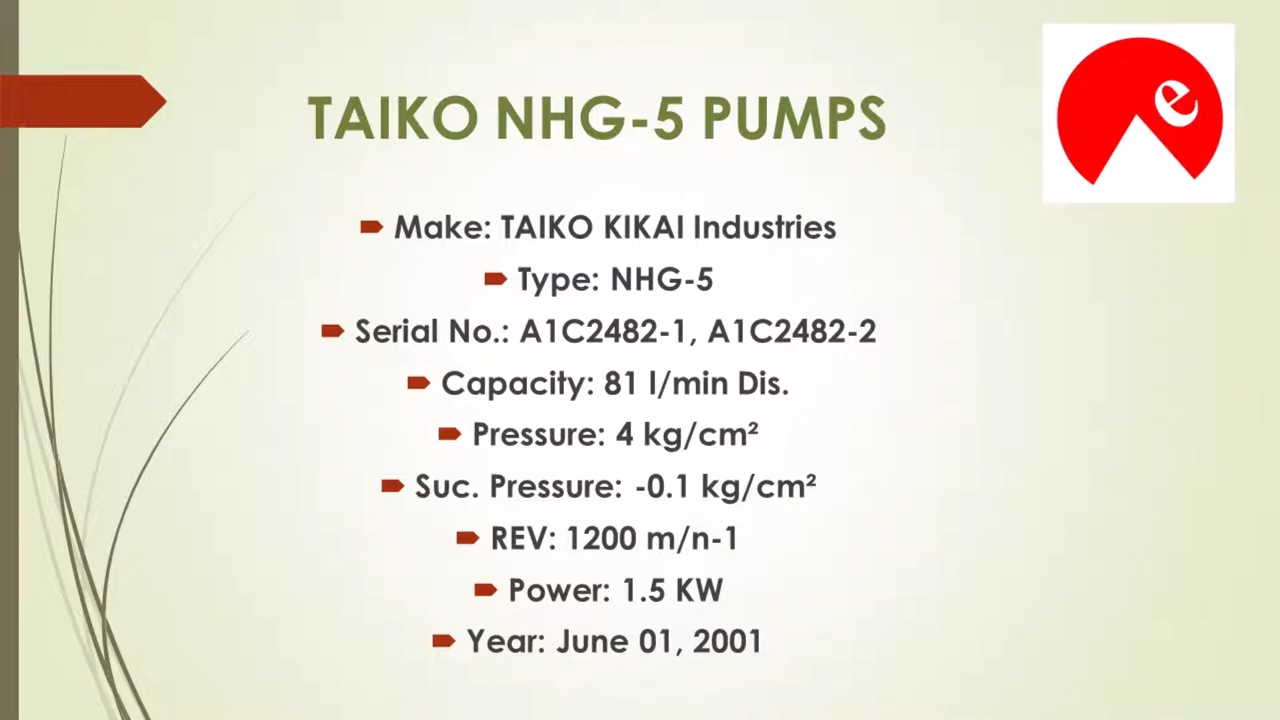 TAIKO NHG-5 PUMPS
e
Make: TAIKO KIKAI Industries
Type: NHG-5
Serial No.: A1C2482-1, A1C2482-2
Capacity: 81 l/min Dis.
Pressure: 4 kg/cm²
Suc. Pressure: -0.1 kg/cm²
REV: 1200 m/n-1
Power: 1.5 KW
Year: June 01, 2001